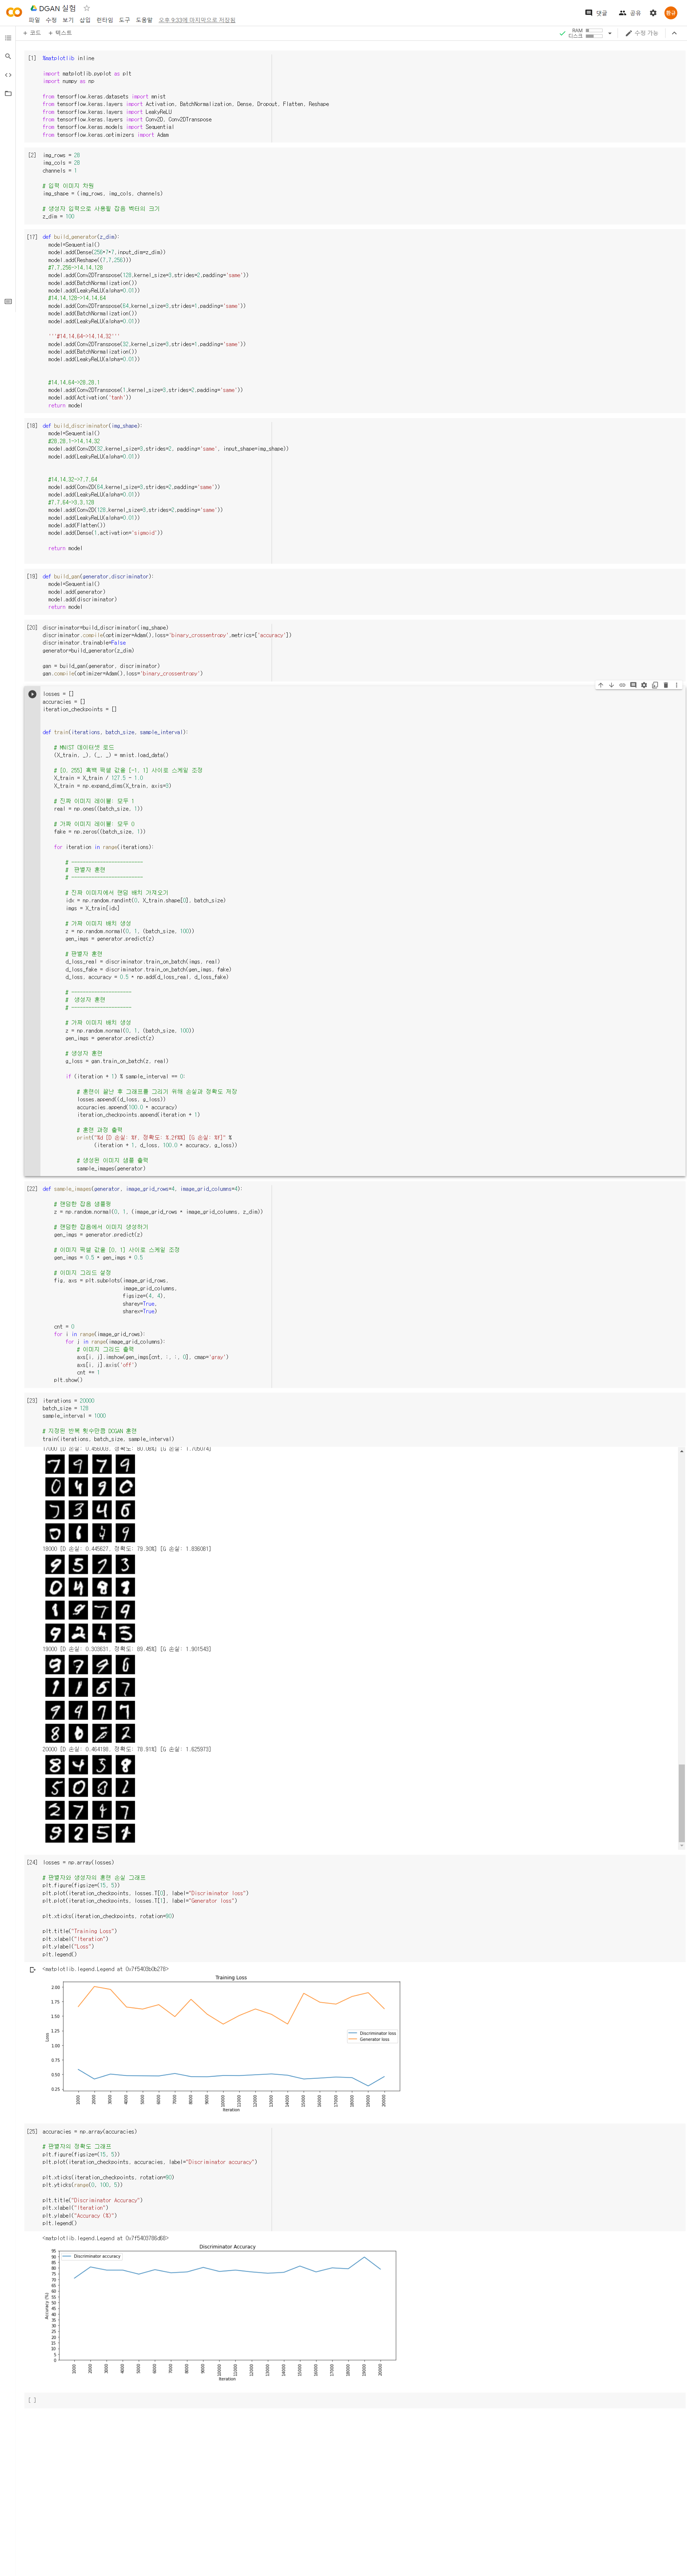 DGAN 실험
파일 수정 보기 삽입 런타임 도구 도움말 오후 9:33에 마지막으로 저장됨
댓글 공유
+ 코드 + 텍스트
RAM
디스크
수정 가능
[1] %matplotlib inline
import matplotlib.pyplot as plt
import numpy as np
from tensorflow.keras.datasets import mnist
from tensorflow.keras.layers import Activation, BatchNormalization, Dense, Dropout, Flatten, Reshape
from tensorflow.keras.layers import LeakyReLU
from tensorflow.keras.layers import Conv2D, Conv2DTranspose
from tensorflow.keras.models import Sequential
from tensorflow.keras.optimizers import Adam
[2] img_rows = 28
img_cols = 28
channels = 1
# 입력 이미지 차원
img_shape = (img_rows, img_cols, channels)
# 생성자 입력으로 사용할 잡음 벡터의 크기
z_dim = 100
[17] def build_generator(z_dim):
model=Sequential()
model.add(Dense(256*7*7,input_dim=z_dim))
model.add(Reshape((7,7,256)))
#7,7,256->14,14,128
model.add(Conv2DTranspose(128,kernel_size=3,strides=2,padding='same'))
model.add(BatchNormalization())
model.add(LeakyReLU(alpha=0.01))
#14,14,128->14,14,64
model.add(Conv2DTranspose(64,kernel_size=3,strides=1,padding='same'))
model.add(BatchNormalization())
model.add(LeakyReLU(alpha=0.01))
'''#14,14,64->14,14,32'''
model.add(Conv2DTranspose(32,kernel_size=3,strides=1,padding='same'))
model.add(BatchNormalization())
model.add(LeakyReLU(alpha=0.01))
#14,14,64->28,28,1
model.add(Conv2DTranspose(1,kernel_size=3,strides=2,padding='same'))
model.add(Activation('tanh'))
return model
[18] def build_discriminator(img_shape):
model=Sequential()
#28,28,1->14,14,32
model.add(Conv2D(32,kernel_size=3,strides=2, padding='same', input_shape=img_shape))
model.add(LeakyReLU(alpha=0.01))
#14,14,32->7,7,64
model.add(Conv2D(64,kernel_size=3,strides=2,padding='same'))
model.add(LeakyReLU(alpha=0.01))
#7,7,64->3,3,128
model.add(Conv2D(128,kernel_size=3,strides=2,padding='same'))
model.add(LeakyReLU(alpha=0.01))
model.add(Flatten())
model.add(Dense(1,activation='sigmoid'))
return model
[19] def build_gan(generator,discriminator):
model=Sequential()
model.add(generator)
model.add(discriminator)
return model
[20] discriminator=build_discriminator(img_shape)
discriminator.compile(optimizer=Adam(),loss='binary_crossentropy',metrics=['accuracy'])
discriminator.trainable=False
generator=build_generator(z_dim)
gan = build_gan(generator, discriminator)
gan.compile(optimizer=Adam(),loss='binary_crossentropy')
losses = []
accuracies = []
iteration_checkpoints = []
def train(iterations, batch_size, sample_interval):
# MNIST 데이터셋 로드
(X_train, _), (_, _) = mnist.load_data()
# [0, 255] 흑백 픽셀 값을 [-1, 1] 사이로 스케일 조정
X_train = X_train / 127.5 - 1.0
X_train = np.expand_dims(X_train, axis=3)
# 진짜 이미지 레이블: 모두 1
real = np.ones((batch_size, 1))
# 가짜 이미지 레이블: 모두 0
fake = np.zeros((batch_size, 1))
for iteration in range(iterations):
# -------------------------
# 판별자 훈련
# -------------------------
# 진짜 이미지에서 랜덤 배치 가져오기
idx = np.random.randint(0, X_train.shape[0], batch_size)
imgs = X_train[idx]
# 가짜 이미지 배치 생성
z = np.random.normal(0, 1, (batch_size, 100))
gen_imgs = generator.predict(z)
# 판별자 훈련
d_loss_real = discriminator.train_on_batch(imgs, real)
d_loss_fake = discriminator.train_on_batch(gen_imgs, fake)
d_loss, accuracy = 0.5 * np.add(d_loss_real, d_loss_fake)
# ---------------------
# 생성자 훈련
# ---------------------
# 가짜 이미지 배치 생성
z = np.random.normal(0, 1, (batch_size, 100))
gen_imgs = generator.predict(z)
# 생성자 훈련
g_loss = gan.train_on_batch(z, real)
if (iteration + 1) % sample_interval == 0:
# 훈련이 끝난 후 그래프를 그리기 위해 손실과 정확도 저장
losses.append((d_loss, g_loss))
accuracies.append(100.0 * accuracy)
iteration_checkpoints.append(iteration + 1)
# 훈련 과정 출력
print("%d [D 손실: %f, 정확도: %.2f%%] [G 손실: %f]" %
(iteration + 1, d_loss, 100.0 * accuracy, g_loss))
# 생성된 이미지 샘플 출력
sample_images(generator)
[22] def sample_images(generator, image_grid_rows=4, image_grid_columns=4):
# 랜덤한 잡음 샘플링
z = np.random.normal(0, 1, (image_grid_rows * image_grid_columns, z_dim))
# 랜덤한 잡음에서 이미지 생성하기
gen_imgs = generator.predict(z)
# 이미지 픽셀 값을 [0, 1] 사이로 스케일 조정
gen_imgs = 0.5 * gen_imgs + 0.5
# 이미지 그리드 설정
fig, axs = plt.subplots(image_grid_rows,
image_grid_columns,
figsize=(4, 4),
sharey=True,
sharex=True)
cnt = 0
for i in range(image_grid_rows):
for j in range(image_grid_columns):
# 이미지 그리드 출력
axs[i, j].imshow(gen_imgs[cnt, :, :, 0], cmap='gray')
axs[i, j].axis('off')
cnt += 1
plt.show()
[23] iterations = 20000
batch_size = 128
sample_interval = 1000
# 지정된 반복 횟수만큼 DCGAN 훈련
train(iterations, batch_size, sample_interval)
17000 [D 손실: 0.456003, 정확도: 80.08%] [G 손실: 1.705074]
18000 [D 손실: 0.445627, 정확도: 79.30%] [G 손실: 1.836081]
19000 [D 손실: 0.303831, 정확도: 89.45%] [G 손실: 1.901543]
20000 [D 손실: 0.464198, 정확도: 78.91%] [G 손실: 1.625973]
[24] losses = np.array(losses)
# 판별자와 생성자의 훈련 손실 그래프
plt.figure(figsize=(15, 5))
plt.plot(iteration_checkpoints, losses.T[0], label="Discriminator loss")
plt.plot(iteration_checkpoints, losses.T[1], label="Generator loss")
plt.xticks(iteration_checkpoints, rotation=90)
plt.title("Training Loss")
plt.xlabel("Iteration")
plt.ylabel("Loss")
plt.legend()
<matplotlib.legend.Legend at 0x7f5403b0b278>
Training Loss
2.00
1.75
1.50
1.25
1.00
0.75
0.50
0.25
Loss
Discriminator loss
Generator loss
1000 2000 3000 4000 5000 6000 7000 8000 9000 10000 11000 12000 13000 14000 15000 16000 17000 18000 19000 20000
Iteration
[25] accuracies = np.array(accuracies)
# 판별자의 정확도 그래프
plt.figure(figsize=(15, 5))
plt.plot(iteration_checkpoints, accuracies, label="Discriminator accuracy")
plt.xticks(iteration_checkpoints, rotation=90)
plt.yticks(range(0, 100, 5))
plt.title("Discriminator Accuracy")
plt.xlabel("Iteration")
plt.ylabel("Accuracy (%)")
plt.legend()
<matplotlib.legend.Legend at 0x7f5403786d68>
Discriminator Accuracy
95
90
85
80
75
70
65
60
55
50
45
40
35
30
25
20
15
10
5
0
Accuracy (%)
Discriminator accuracy
1000 2000 3000 4000 5000 6000 7000 8000 9000 10000 11000 12000 13000 14000 15000 16000 17000 18000 19000 20000
Iteration
[ ]